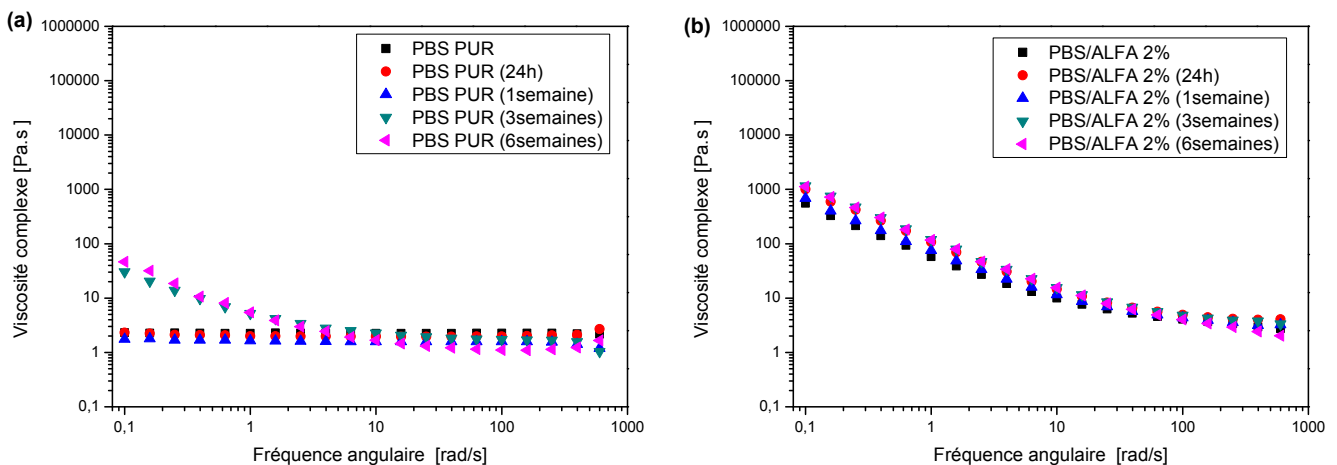 (a)
1000000
100000
10000
1000
100
10
1
0,1
Viscosité complexe [Pa.s]
PBS PUR
PBS PUR (24h)
PBS PUR (1semaine)
PBS PUR (3semaines)
PBS PUR (6semaines)
0,1 1 10 100 1000
Fréquence angulaire [rad/s]
(b)
1000000
100000
10000
1000
100
10
1
0,1
Viscosité complexe [Pa.s]
PBS/ALFA 2%
PBS/ALFA 2% (24h)
PBS/ALFA 2% (1semaine)
PBS/ALFA 2% (3semaines)
PBS/ALFA 2% (6semaines)
0,1 1 10 100 1000
Fréquence angulaire [rad/s]